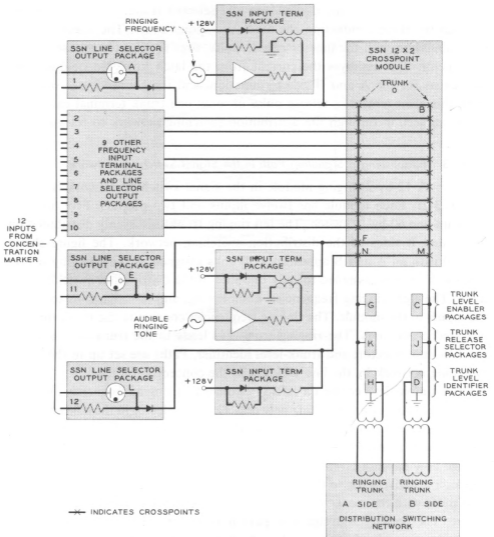 RINGING
FREQUENCY
+128V
SSN INPUT TERM
PACKAGE
SSN LINE SELECTOR
OUTPUT PACKAGE
A
1
SSN 12 X 2
CROSSPOINT
MODULE
TRUNK
0
B
2
3
4
5
6
7
8
9
10
9 OTHER
FREQUENCY
INPUT
TERMINAL
PACKAGES
AND LINE
SELECTOR
OUTPUT
PACKAGES
12
INPUTS
FROM
CONCEN-
TRATION
MARKER
F
N
M
SSN LINE SELECTOR
OUTPUT PACKAGE
E
11
SSN INPUT TERM
PACKAGE
+128V
AUDIBLE
RINGING
TONE
G
C
TRUNK
LEVEL
ENABLER
PACKAGES
K
J
TRUNK
RELEASE
SELECTOR
PACKAGES
SSN LINE SELECTOR
OUTPUT PACKAGE
L
12
SSN INPUT TERM
PACKAGE
+128V
H
D
TRUNK
LEVEL
IDENTIFIER
PACKAGES
RINGING
TRUNK
RINGING
TRUNK
A SIDE
B SIDE
DISTRIBUTION SWITCHING
NETWORK
INDICATES CROSSPOINTS